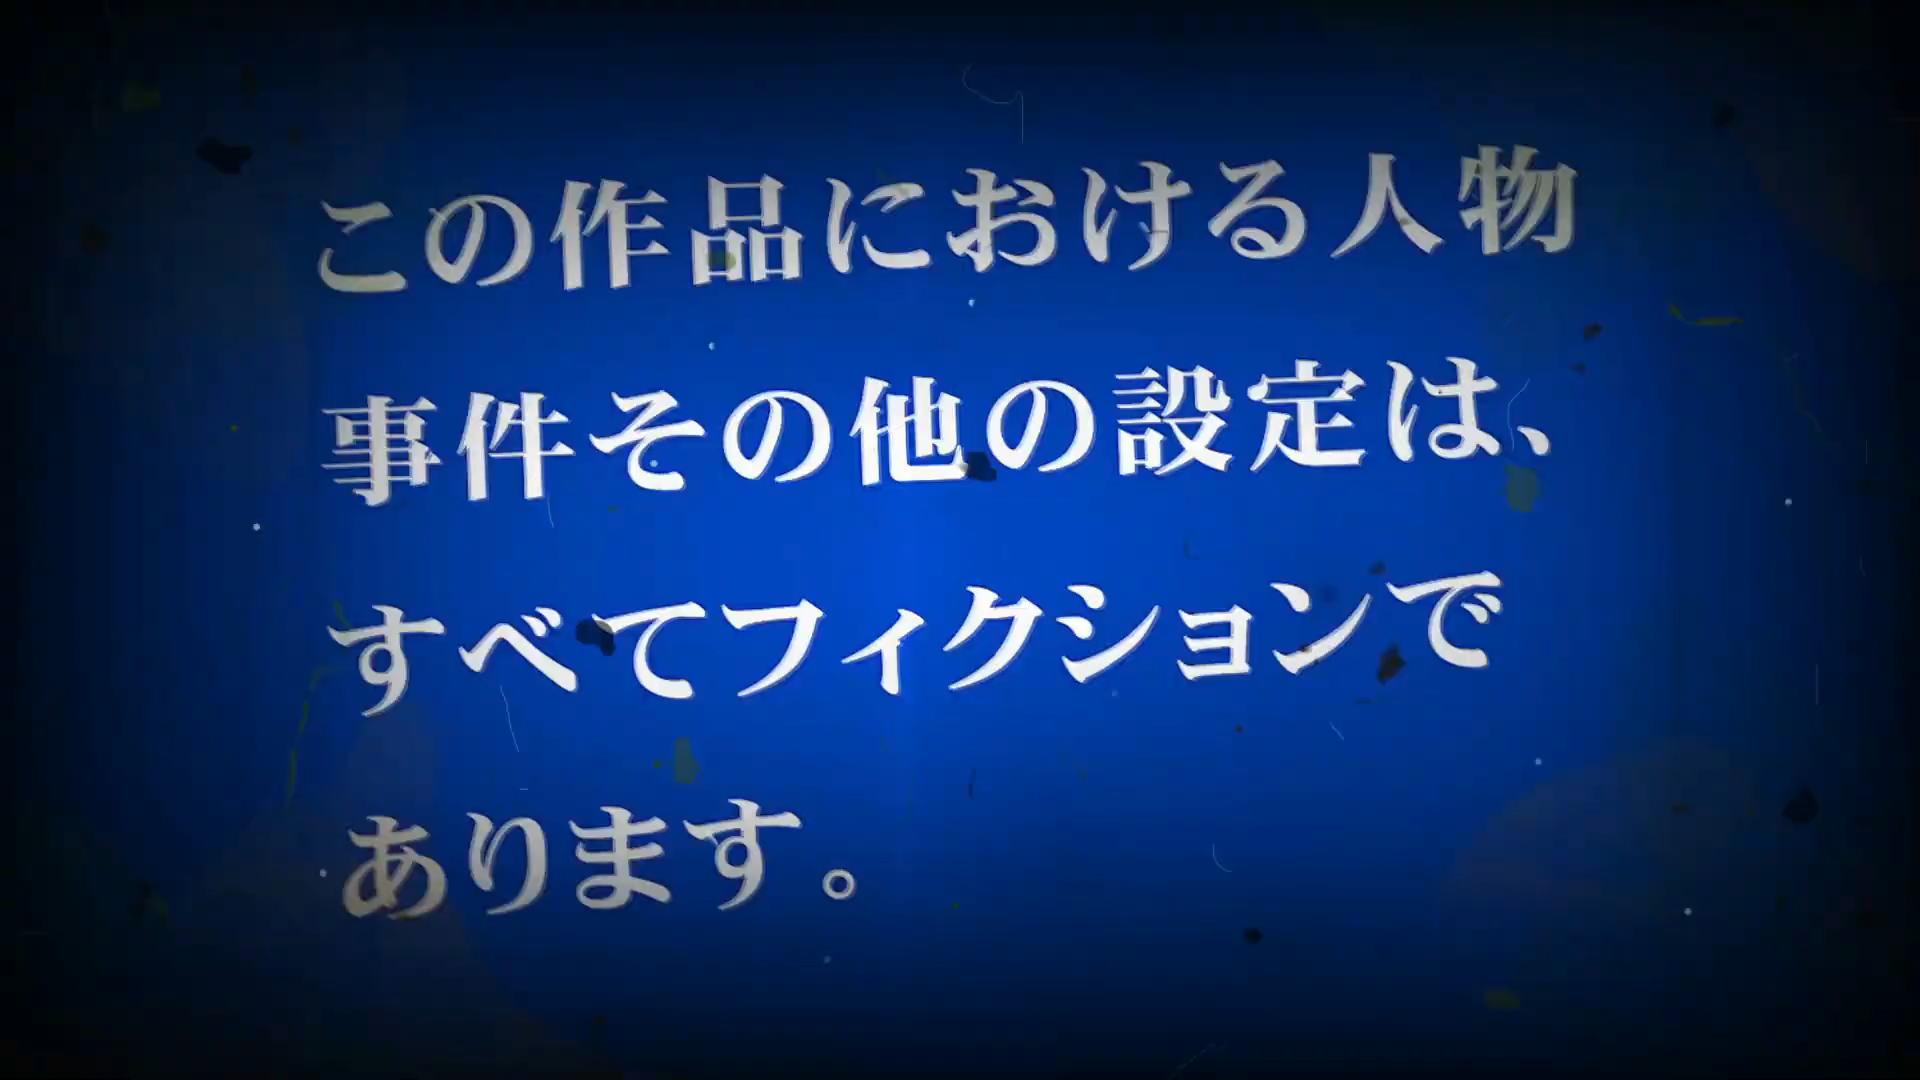 この作品における人物
事件その他の設定は、
すべてフィクションで
あります。